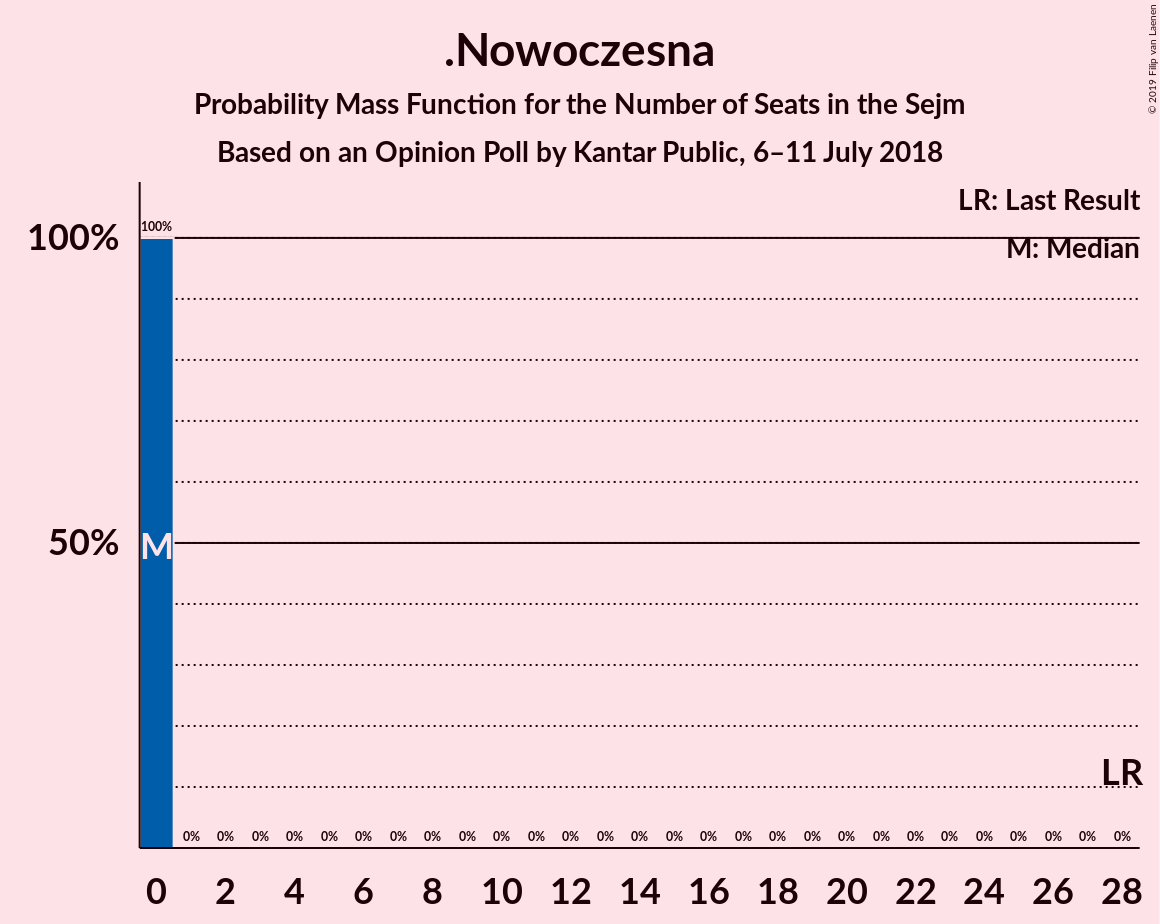 .Nowoczesna
Probability Mass Function for the Number of Seats in the Sejm
Based on an Opinion Poll by Kantar Public, 6–11 July 2018
© 2019 Filip van Laenen
LR: Last Result
M: Median
100%
100%
50%
M
LR
0% 0% 0% 0% 0% 0% 0% 0% 0% 0% 0% 0% 0% 0% 0% 0% 0% 0% 0% 0% 0% 0% 0% 0% 0% 0% 0% 0%
0 2 4 6 8 10 12 14 16 18 20 22 24 26 28